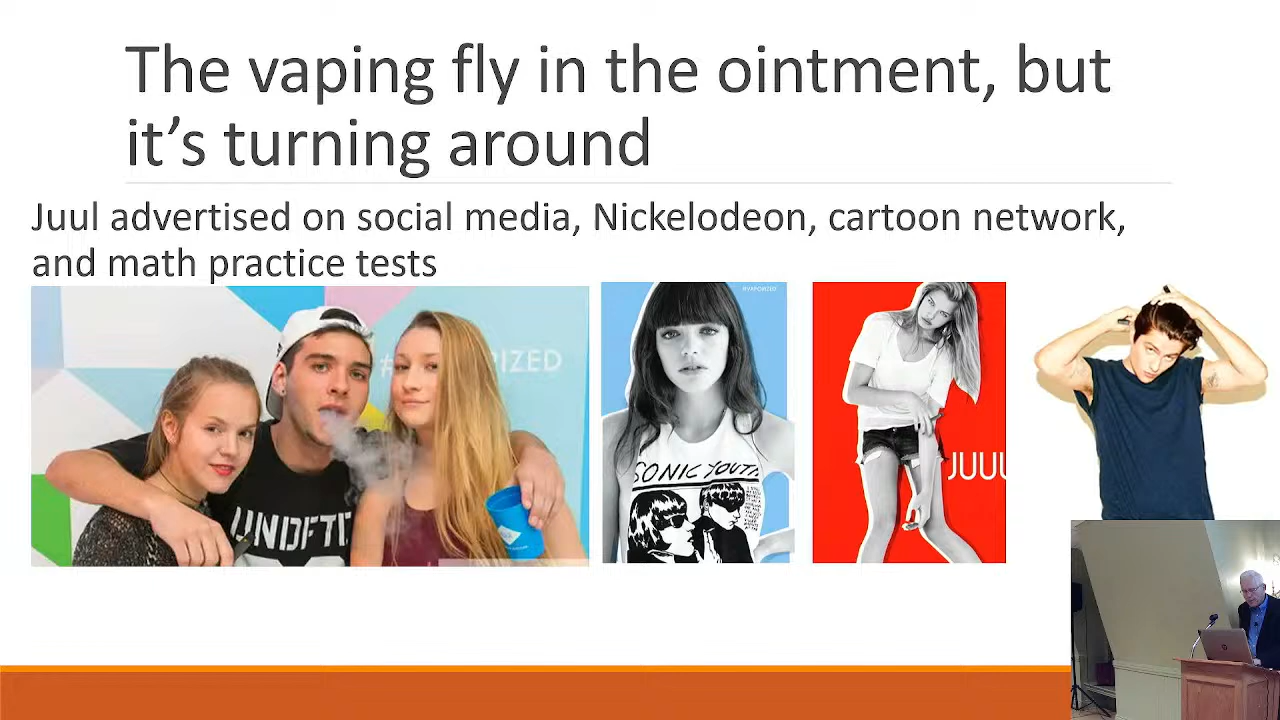 The vaping fly in the ointment, but
it’s turning around
Juul advertised on social media, Nickelodeon, cartoon network,
and math practice tests
#VAPORIZED
SONIC YOUTH
JUUL
UNDFTD